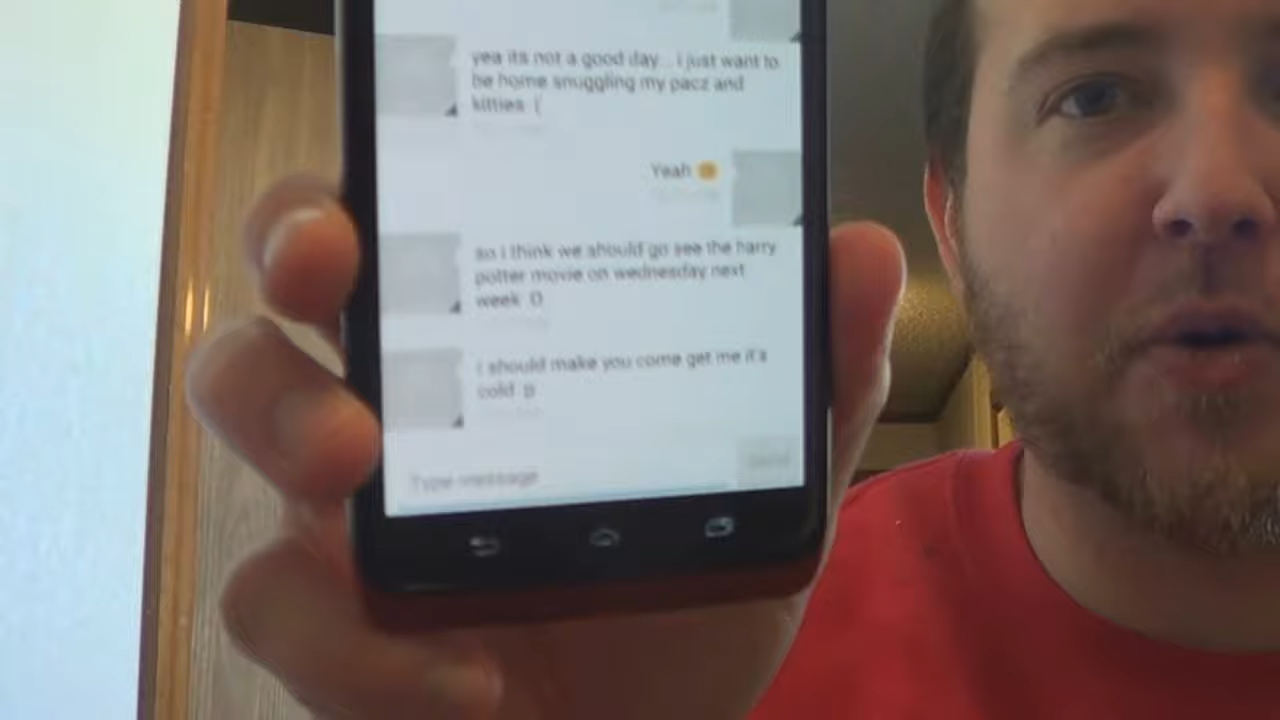 yea its not a good day... i just want to
be home snuggling my pacz and
kitties :(
Yeah
so i think we should go see the harry
potter movie on wednesday next
week :D
i should make you come get me it's
cold :p
Type message
Send